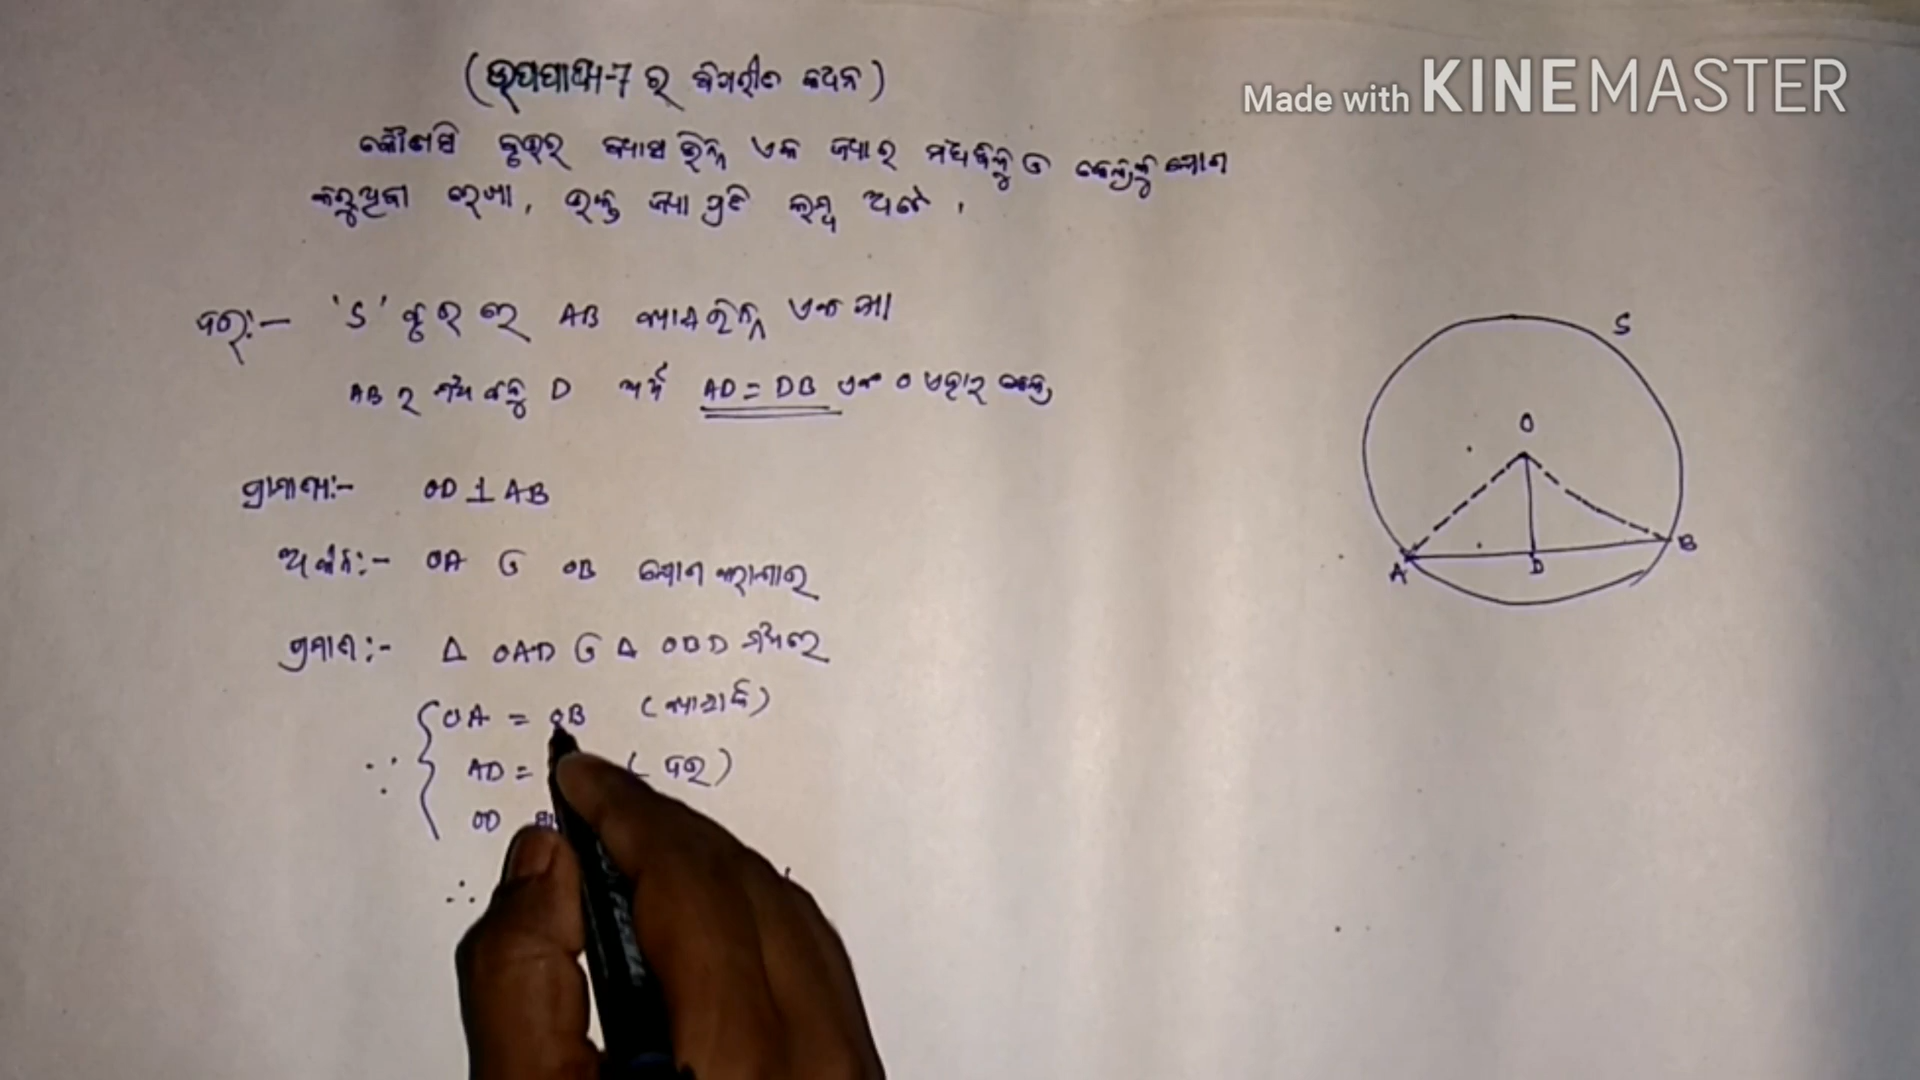 (ଉପପାଦ୍ୟ-7 ର ବିପରୀତ କଥନ)
Made with KINEMASTER
କୌଣସି ବୃତ୍ତର ବ୍ୟାସ ଭିନ୍ନ ଏକ ଜ୍ୟାର ମଧ୍ୟବିନ୍ଦୁ ଓ କେନ୍ଦ୍ରକୁ ଯୋଗ
କରୁଥିବା ରେଖା, ଉକ୍ତ ଜ୍ୟା ପ୍ରତି ଲମ୍ବ ଅଟେ ।
ଦତ୍ତ:- 'S' ବୃତ୍ତରେ AB ବ୍ୟାସଭିନ୍ନ ଏକ ଜ୍ୟା
AB ର ମଧ୍ୟବିନ୍ଦୁ D ଅର୍ଥାତ୍ AD = DB ଏବଂ O ଏହାର କେନ୍ଦ୍ର
ପ୍ରାମାଣ୍ୟ:- OD ⊥ AB
ଅଙ୍କନ:- OA ଓ OB ଯୋଗ କରାଯାଉ
ପ୍ରମାଣ:- Δ OAD ଓ Δ OBD ମଧ୍ୟରେ
∵ { OA = OB (ବ୍ୟାସାର୍ଦ୍ଧ)
AD = (ଦତ୍ତ)
OD
∴
S
O
A D B